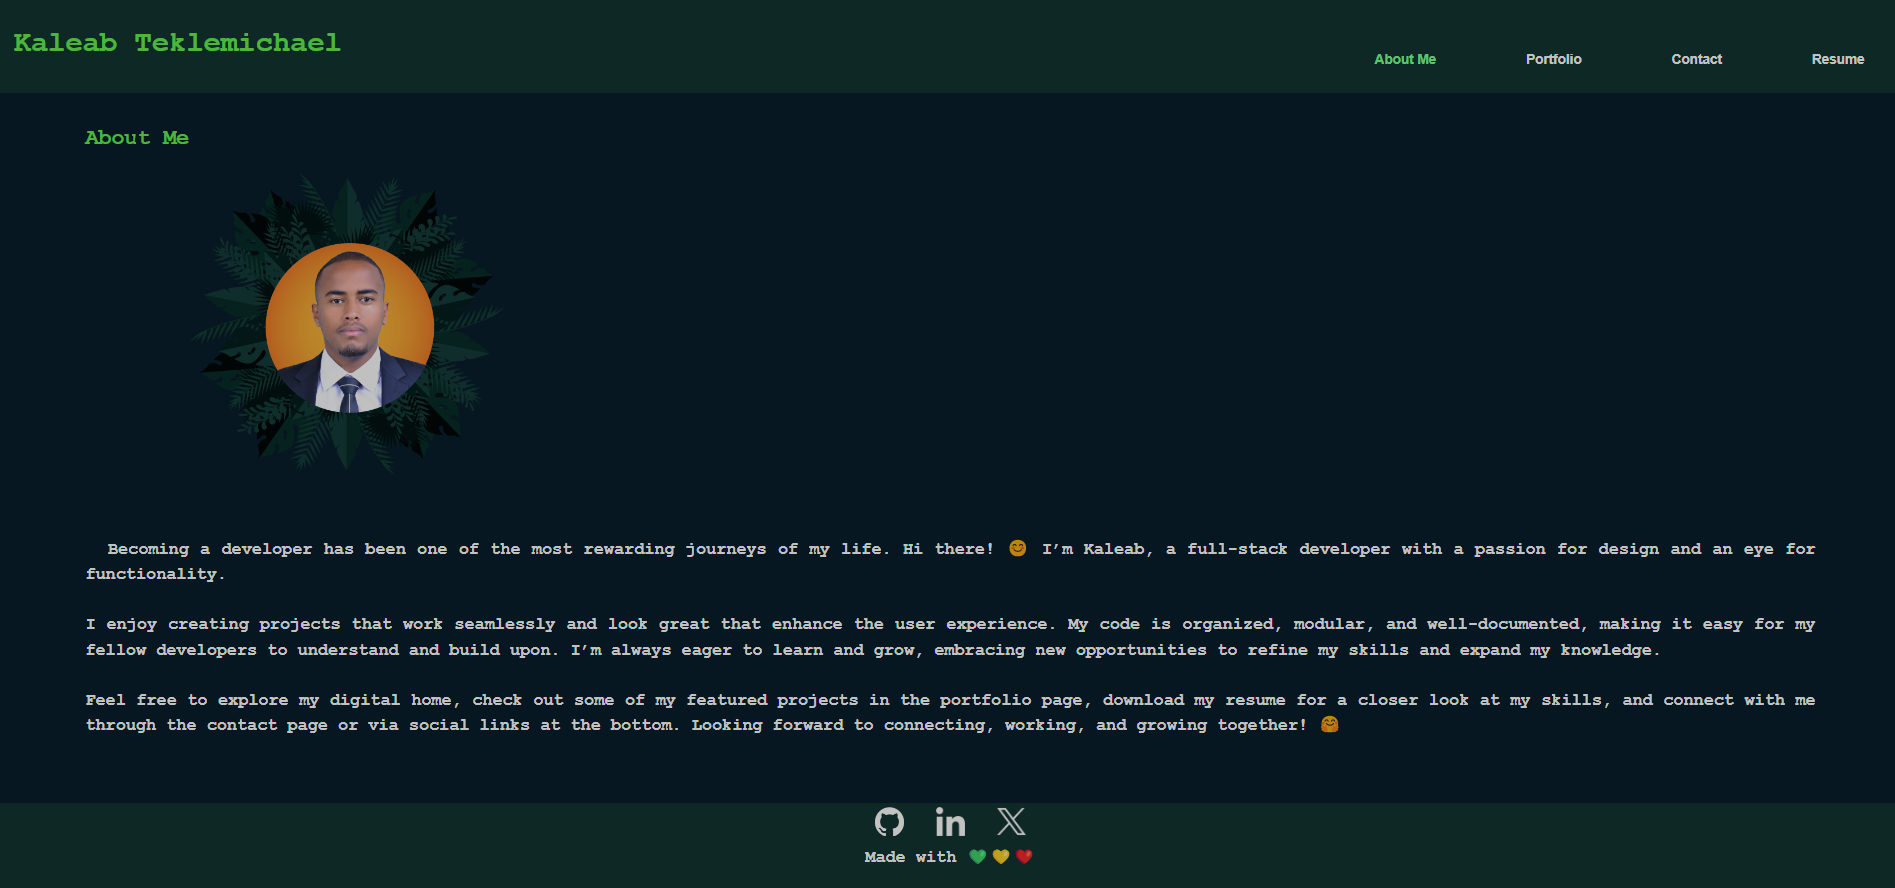 Kaleab Teklemichael
About Me Portfolio Contact Resume
About Me
Becoming a developer has been one of the most rewarding journeys of my life. Hi there! 😊 I’m Kaleab, a full-stack developer with a passion for design and an eye for
functionality.
I enjoy creating projects that work seamlessly and look great that enhance the user experience. My code is organized, modular, and well-documented, making it easy for my
fellow developers to understand and build upon. I’m always eager to learn and grow, embracing new opportunities to refine my skills and expand my knowledge.
Feel free to explore my digital home, check out some of my featured projects in the portfolio page, download my resume for a closer look at my skills, and connect with me
through the contact page or via social links at the bottom. Looking forward to connecting, working, and growing together! 🤗
in X
Made with 💚💛❤️